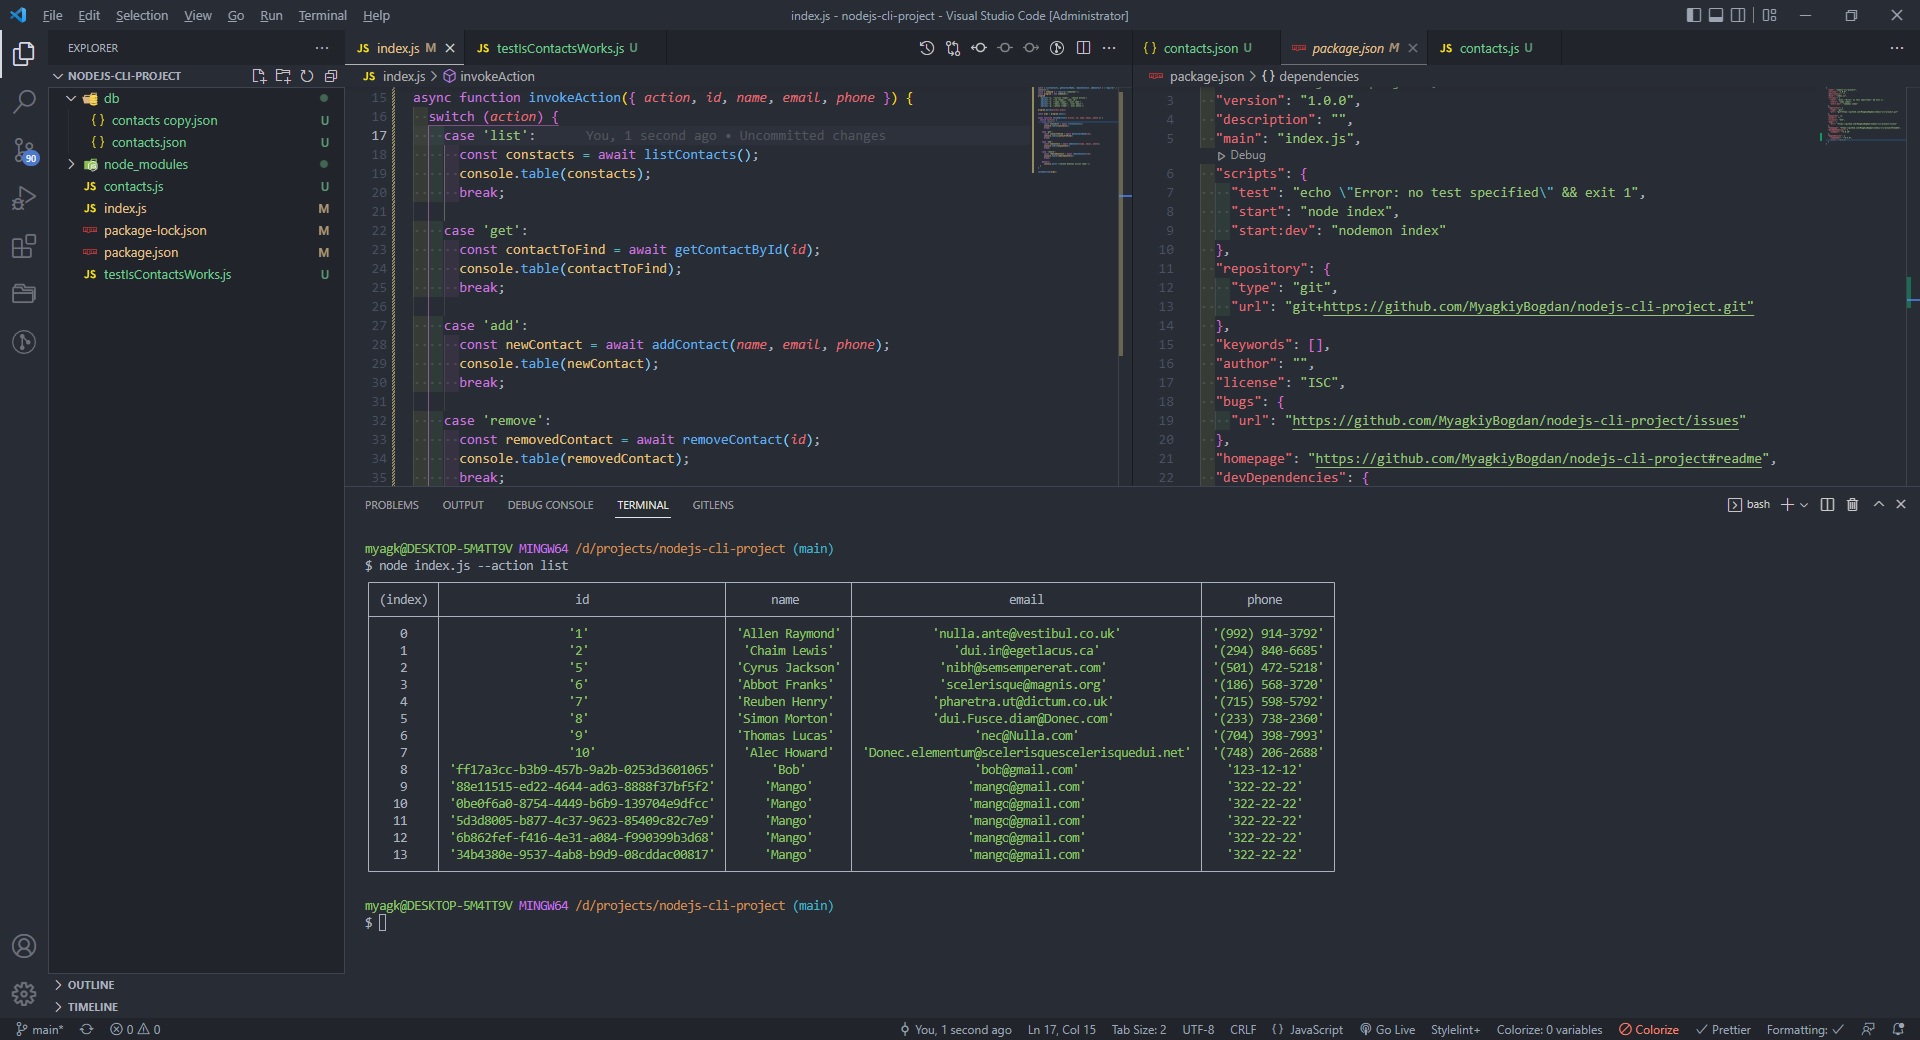 File Edit Selection View Go Run Terminal Help
index.js - nodejs-cli-project - Visual Studio Code [Administrator]
EXPLORER
NODEJS-CLI-PROJECT
db
contacts copy.json U
contacts.json U
node_modules
JS contacts.js U
JS index.js M
package-lock.json M
package.json M
JS testIsContactsWorks.js U
90
OUTLINE
TIMELINE
JS index.js M JS testIsContactsWorks.js U
JS index.js > invokeAction
15 async function invokeAction({ action, id, name, email, phone }) {
16 switch (action) {
17 case 'list': You, 1 second ago • Uncommitted changes
18 const constacts = await listContacts();
19 console.table(constacts);
20 break;
21
22 case 'get':
23 const contactToFind = await getContactById(id);
24 console.table(contactToFind);
25 break;
26
27 case 'add':
28 const newContact = await addContact(name, email, phone);
29 console.table(newContact);
30 break;
31
32 case 'remove':
33 const removedContact = await removeContact(id);
34 console.table(removedContact);
35 break;
{} contacts.json U package.json M JS contacts.js U
package.json > {} dependencies
3 "version": "1.0.0",
4 "description": "",
5 "main": "index.js",
Debug
6 "scripts": {
7 "test": "echo \"Error: no test specified\" && exit 1",
8 "start": "node index",
9 "start:dev": "nodemon index"
10 },
11 "repository": {
12 "type": "git",
13 "url": "git+https://github.com/MyagkiyBogdan/nodejs-cli-project.git"
14 },
15 "keywords": [],
16 "author": "",
17 "license": "ISC",
18 "bugs": {
19 "url": "https://github.com/MyagkiyBogdan/nodejs-cli-project/issues"
20 },
21 "homepage": "https://github.com/MyagkiyBogdan/nodejs-cli-project#readme",
22 "devDependencies": {
PROBLEMS OUTPUT DEBUG CONSOLE TERMINAL GITLENS
bash
myagk@DESKTOP-5M4TT9V MINGW64 /d/projects/nodejs-cli-project (main)
$ node index.js --action list
(index) id name email phone
0 '1' 'Allen Raymond' 'nulla.ante@vestibul.co.uk' '(992) 914-3792'
1 '2' 'Chaim Lewis' 'dui.in@egetlacus.ca' '(294) 840-6685'
2 '5' 'Cyrus Jackson' 'nibh@semsempererat.com' '(501) 472-5218'
3 '6' 'Abbot Franks' 'scelerisque@magnis.org' '(186) 568-3720'
4 '7' 'Reuben Henry' 'pharetra.ut@dictum.co.uk' '(715) 598-5792'
5 '8' 'Simon Morton' 'dui.Fusce.diam@Donec.com' '(233) 738-2360'
6 '9' 'Thomas Lucas' 'nec@Nulla.com' '(704) 398-7993'
7 '10' 'Alec Howard' 'Donec.elementum@scelerisquescelerisquedui.net' '(748) 206-2688'
8 'ff17a3cc-b3b9-457b-9a2b-0253d3601065' 'Bob' 'bob@gmail.com' '123-12-12'
9 '88e11515-ed22-4644-ad63-8888f37bf5f2' 'Mango' 'mango@gmail.com' '322-22-22'
10 '0be0f6a0-8754-4449-b6b9-139704e9dfcc' 'Mango' 'mango@gmail.com' '322-22-22'
11 '5d3d8005-b877-4c37-9623-85409c82c7e9' 'Mango' 'mango@gmail.com' '322-22-22'
12 '6b862fef-f416-4e31-a084-f990399b3d68' 'Mango' 'mango@gmail.com' '322-22-22'
13 '34b4380e-9537-4ab8-b9d9-08cddac00817' 'Mango' 'mango@gmail.com' '322-22-22'
myagk@DESKTOP-5M4TT9V MINGW64 /d/projects/nodejs-cli-project (main)
$
main* 0 0 You, 1 second ago Ln 17, Col 15 Tab Size: 2 UTF-8 CRLF {} JavaScript Go Live Stylelint+ Colorize: 0 variables Colorize Prettier Formatting: